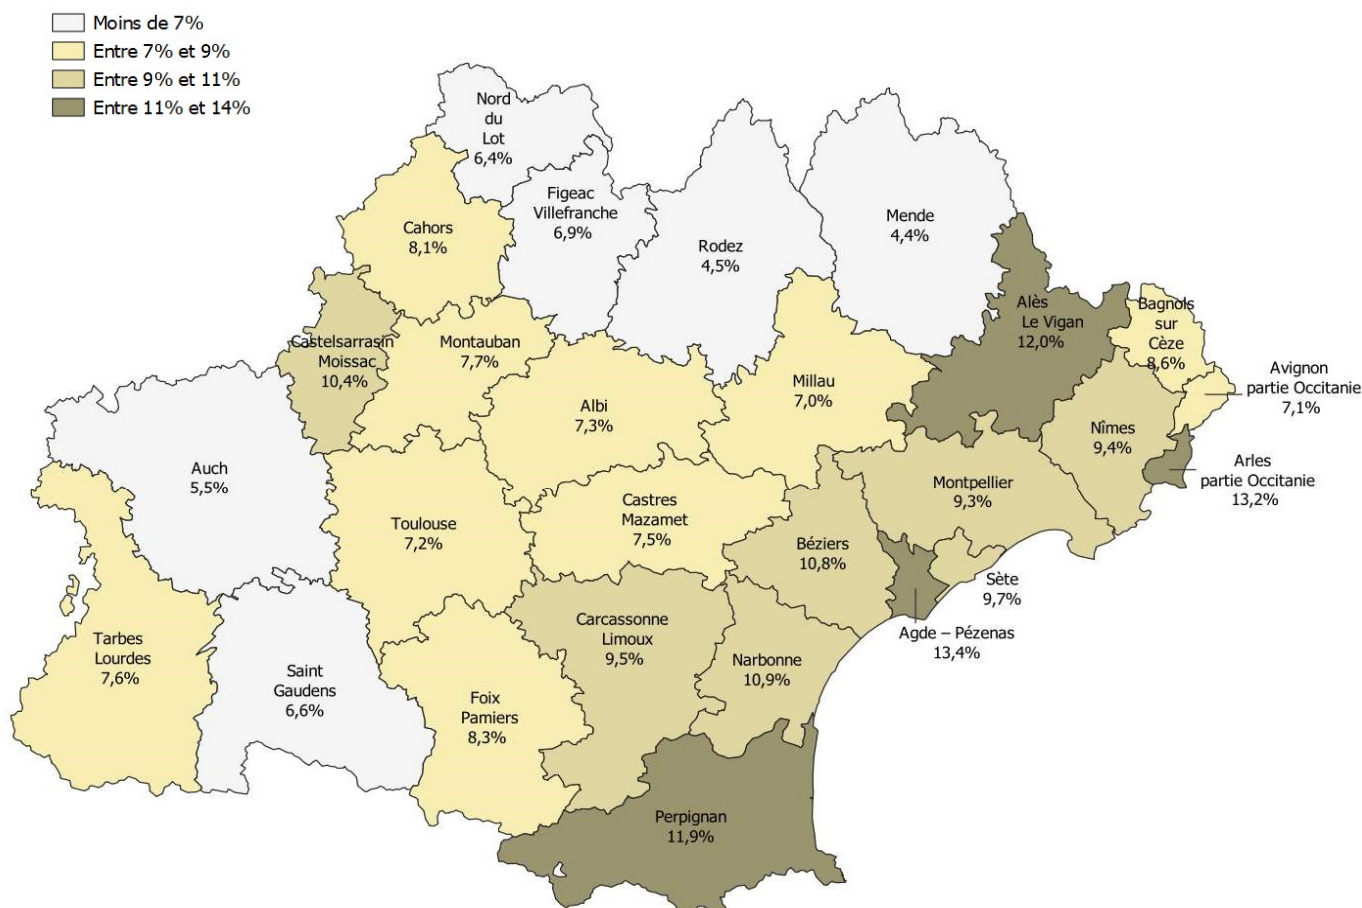 Moins de 7%
Entre 7% et 9%
Entre 9% et 11%
Entre 11% et 14%
Nord
du
Lot
6,4%
Figeac
Villefranche
6,9%
Cahors
8,1%
Rodez
4,5%
Mende
4,4%
Alès
Le Vigan
12,0%
Bagnols
sur
Cèze
8,6%
Avignon
partie Occitanie
7,1%
Castelsarrasin
Moissac
10,4%
Montauban
7,7%
Albi
7,3%
Millau
7,0%
Nîmes
9,4%
Arles
partie Occitanie
13,2%
Auch
5,5%
Toulouse
7,2%
Castres
Mazamet
7,5%
Montpellier
9,3%
Béziers
10,8%
Sète
9,7%
Agde – Pézenas
13,4%
Tarbes
Lourdes
7,6%
Saint
Gaudens
6,6%
Foix
Pamiers
8,3%
Carcassonne
Limoux
9,5%
Narbonne
10,9%
Perpignan
11,9%